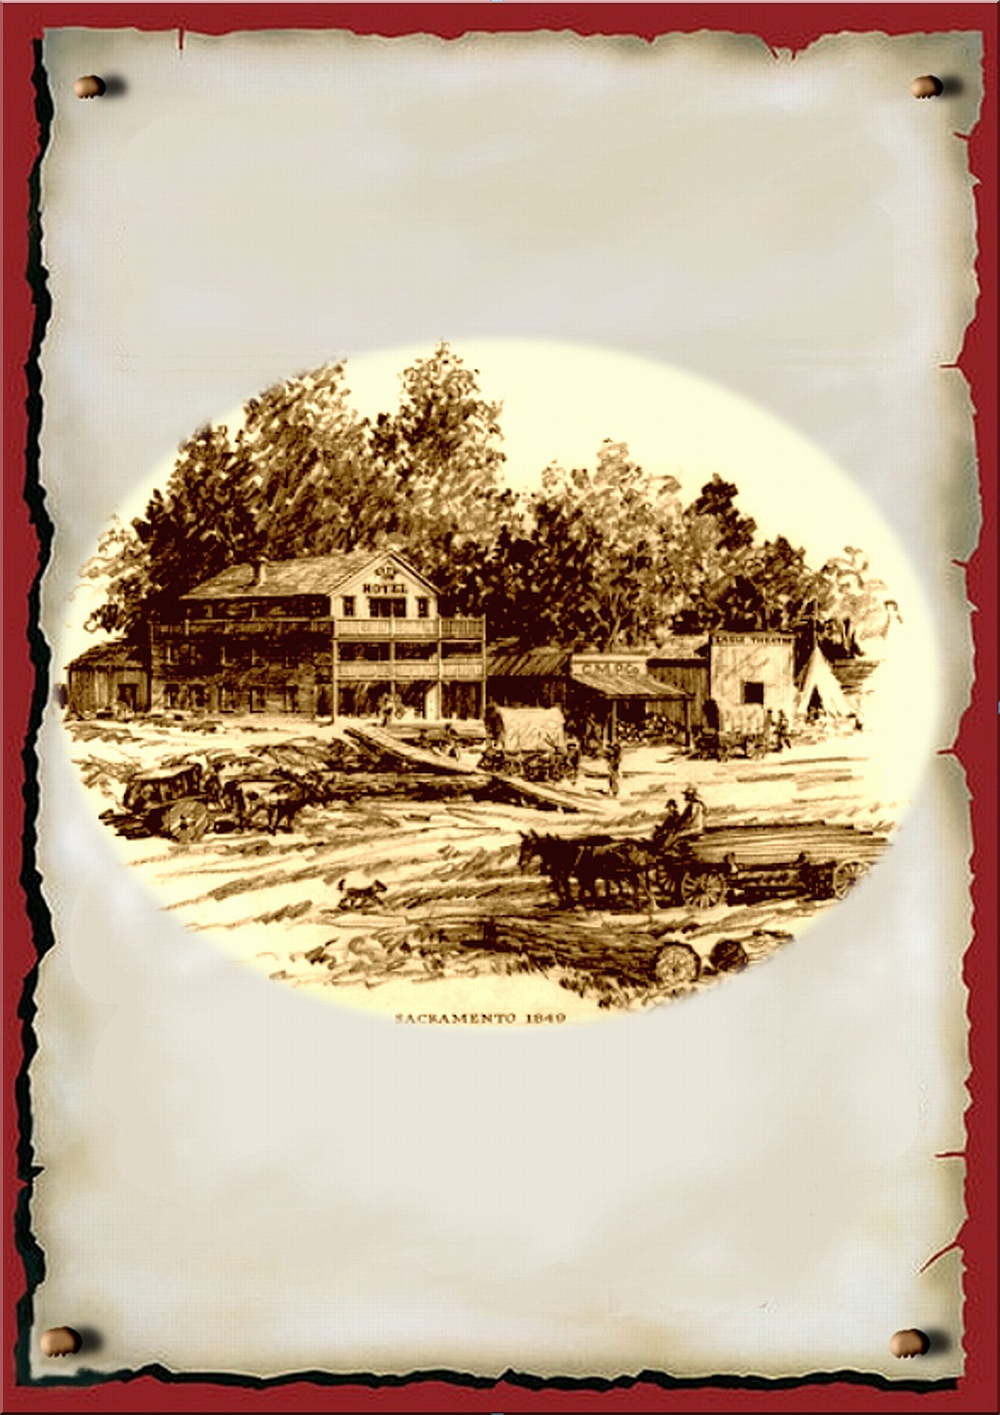 HOTEL
C.M.P.Co
EAGLE THEATRE
SACRAMENTO 1849